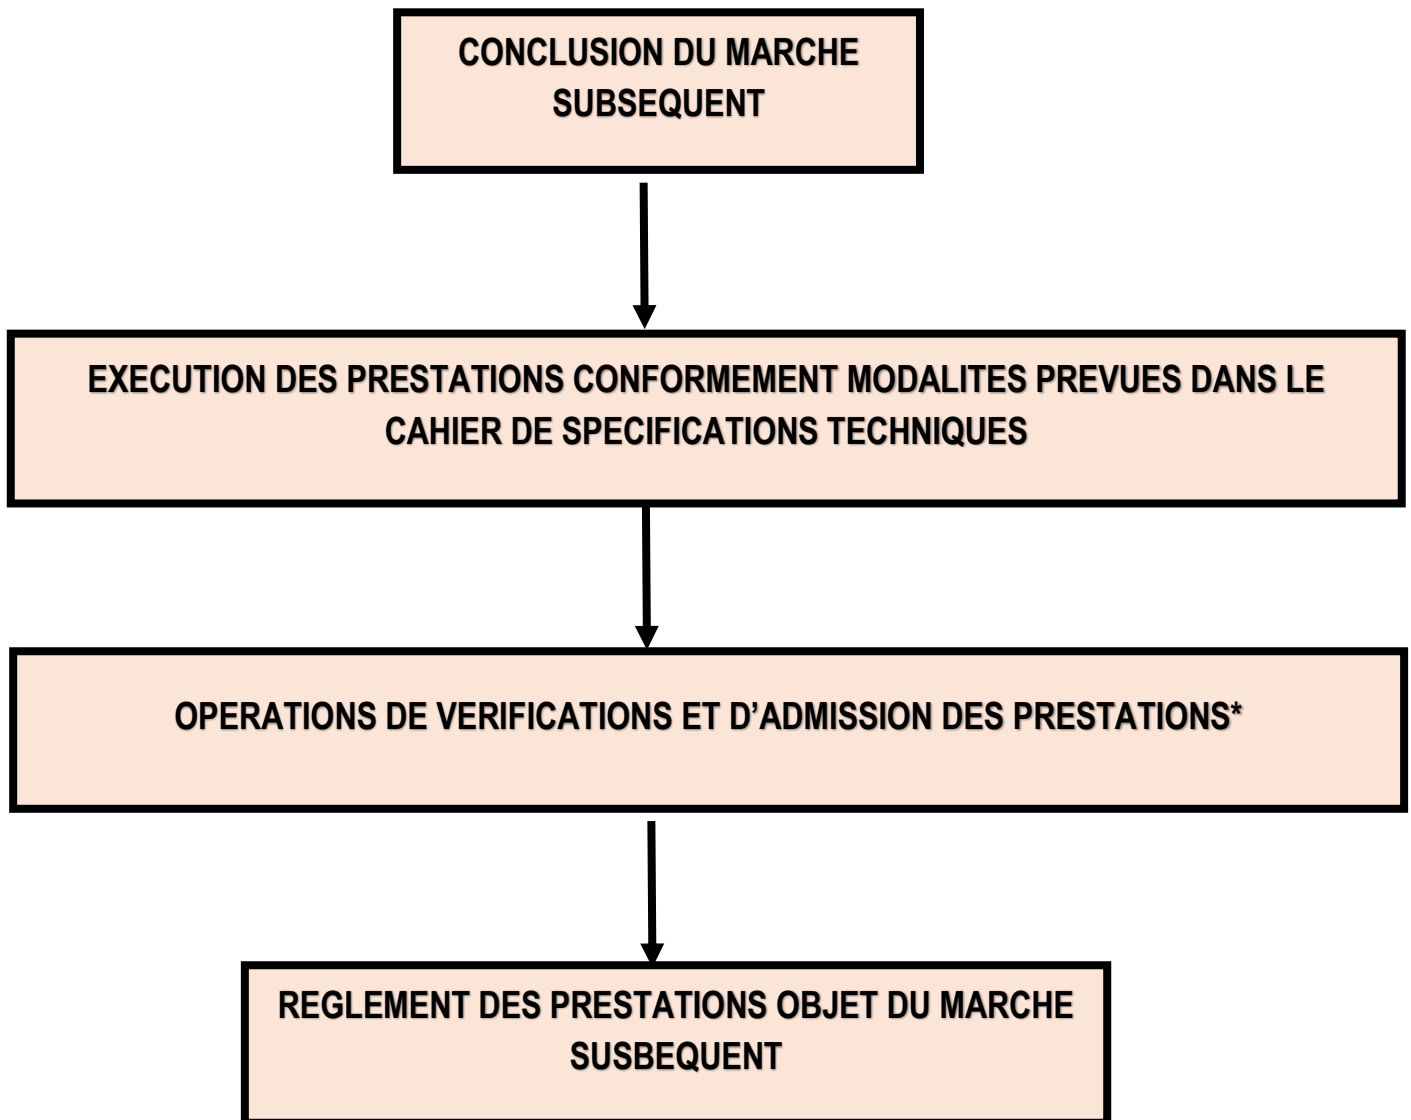 CONCLUSION DU MARCHE
SUBSEQUENT
EXECUTION DES PRESTATIONS CONFORMEMENT MODALITES PREVUES DANS LE
CAHIER DE SPECIFICATIONS TECHNIQUES
OPERATIONS DE VERIFICATIONS ET D’ADMISSION DES PRESTATIONS*
REGLEMENT DES PRESTATIONS OBJET DU MARCHE
SUSBEQUENT